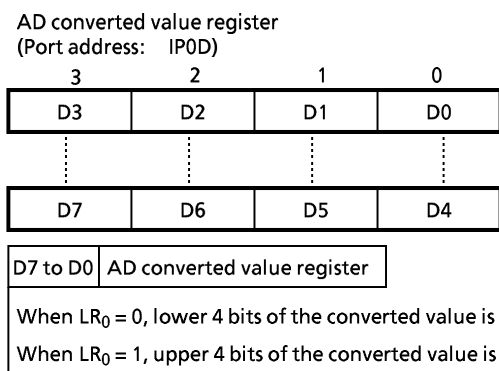 AD converted value register
(Port address: IP0D)
3 2 1 0
D3 D2 D1 D0
D7 D6 D5 D4
D7 to D0 AD converted value register
When LR0 = 0, lower 4 bits of the converted value is
When LR0 = 1, upper 4 bits of the converted value is